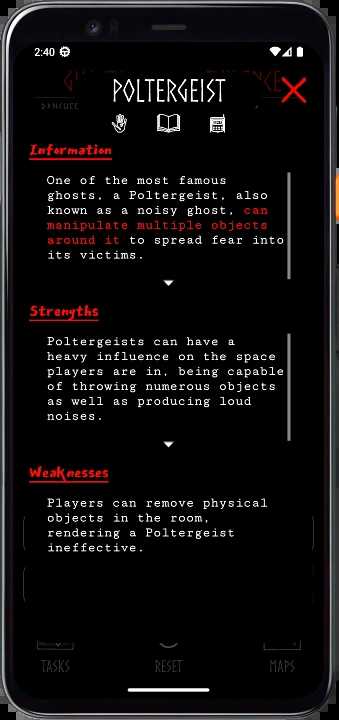 2:40
POLTERGEIST
BANSHEE
Information
One of the most famous
ghosts, a Poltergeist, also
known as a noisy ghost, can
manipulate multiple objects
around it to spread fear into
its victims.
Strengths
Poltergeists can have a
heavy influence on the space
players are in, being capable
of throwing numerous objects
as well as producing loud
noises.
Weaknesses
Players can remove physical
objects in the room,
rendering a Poltergeist
ineffective.
TASKS
RESET
MAPS